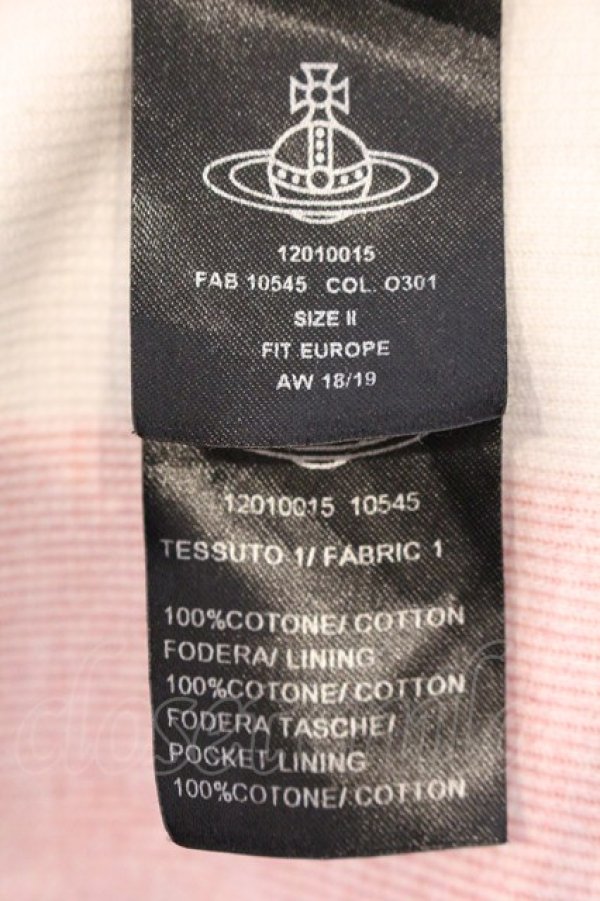 12010015
FAB 10545 COL. O301
SIZE II
FIT EUROPE
AW 18/19
12010015 10545
TESSUTO 1/ FABRIC 1
100%COTONE/ COTTON
FODERA/ LINING
100%COTONE/ COTTON
FODERA TASCHE/
POCKET LINING
100%COTONE/ COTTON